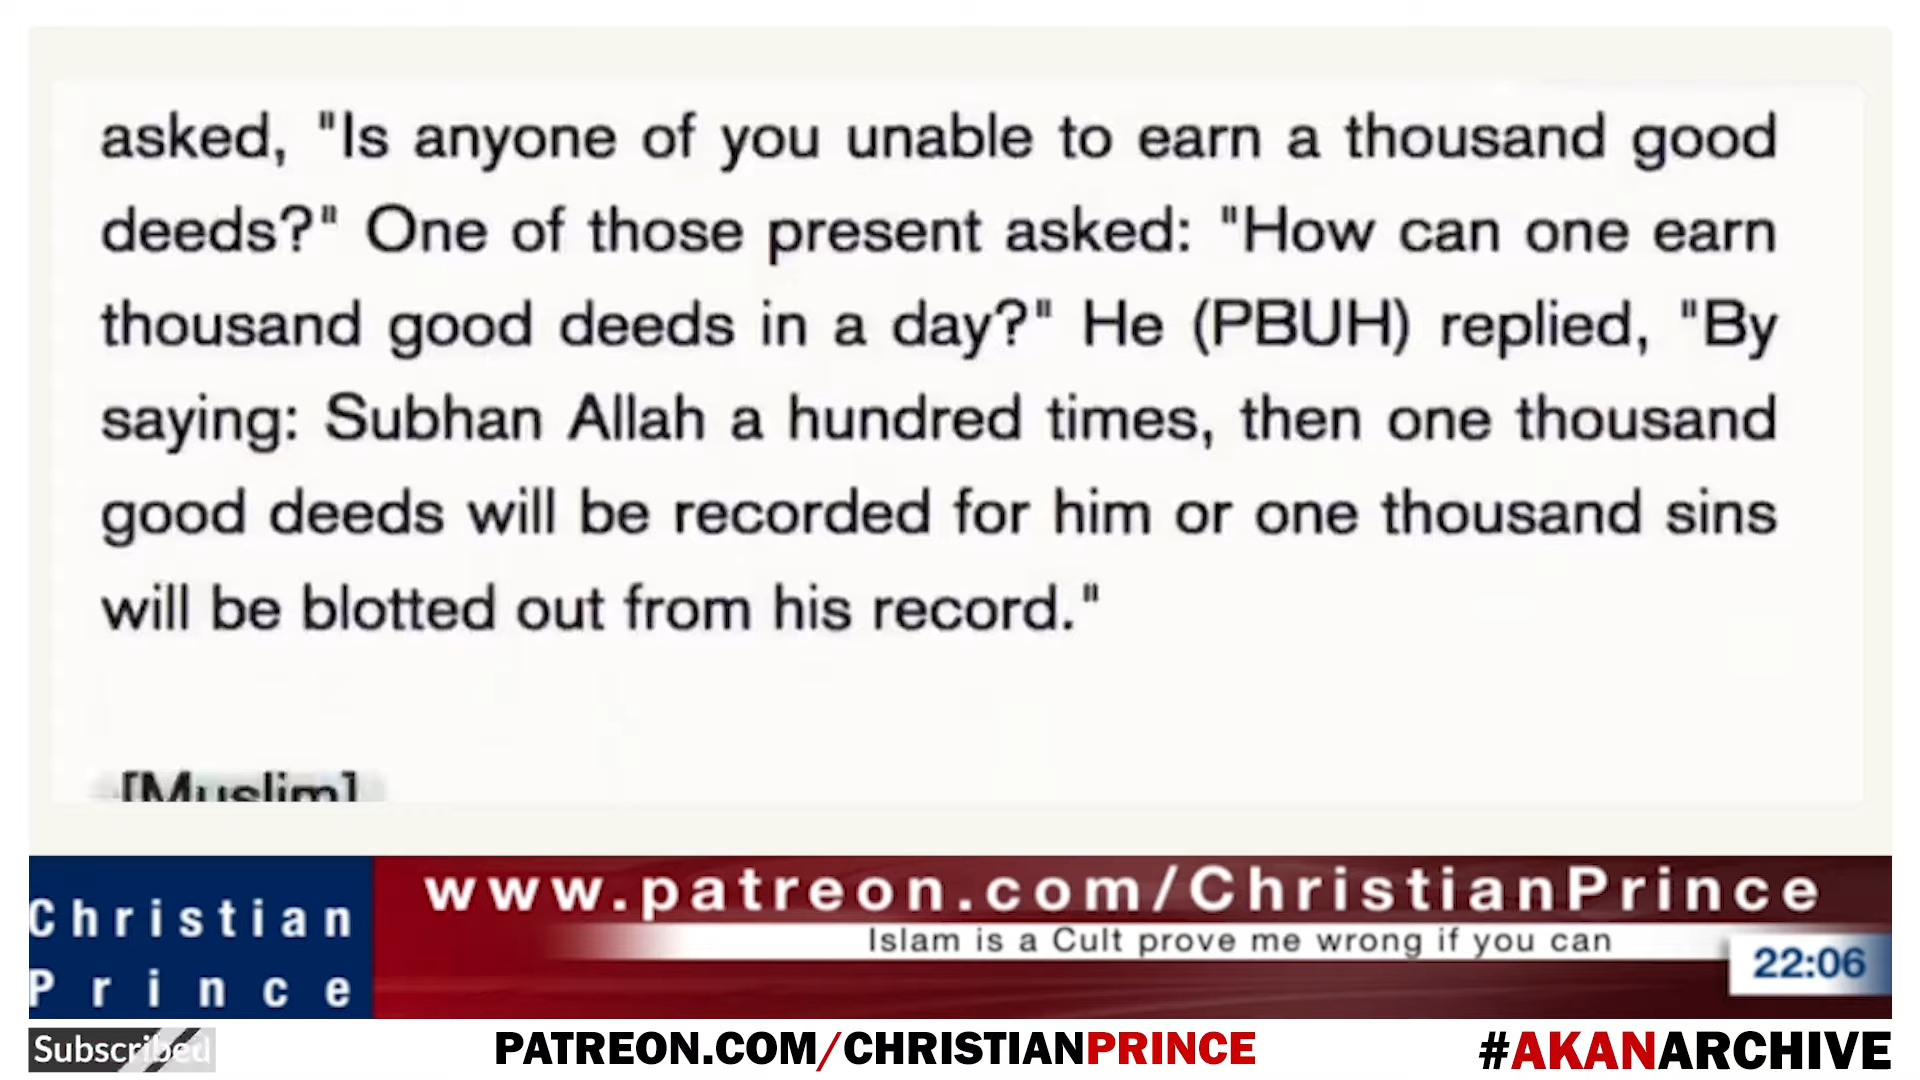 asked, "Is anyone of you unable to earn a thousand good
deeds?" One of those present asked: "How can one earn
thousand good deeds in a day?" He (PBUH) replied, "By
saying: Subhan Allah a hundred times, then one thousand
good deeds will be recorded for him or one thousand sins
will be blotted out from his record."
[Muslim]
Christian
Prince
www.patreon.com/ChristianPrince
Islam is a Cult prove me wrong if you can
22:06
Subscribed
PATREON.COM/CHRISTIANPRINCE
#AKANARCHIVE